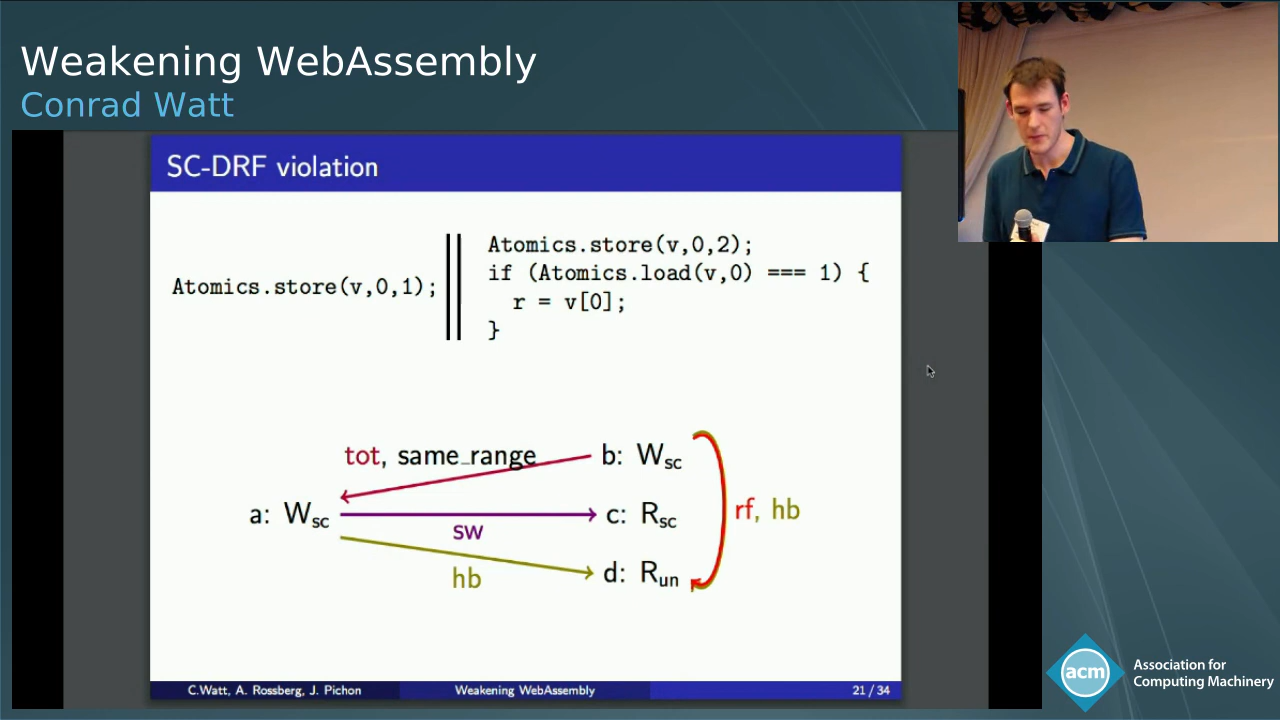 Weakening WebAssembly
Conrad Watt
SC-DRF violation
Atomics.store(v,0,1);
Atomics.store(v,0,2);
if (Atomics.load(v,0) === 1) {
r = v[0];
}
tot, same_range
b: Wsc
a: Wsc
c: Rsc
rf, hb
sw
hb
d: Run
C.Watt, A. Rossberg, J. Pichon
Weakening WebAssembly
21 / 34
acm
Association for
Computing Machinery